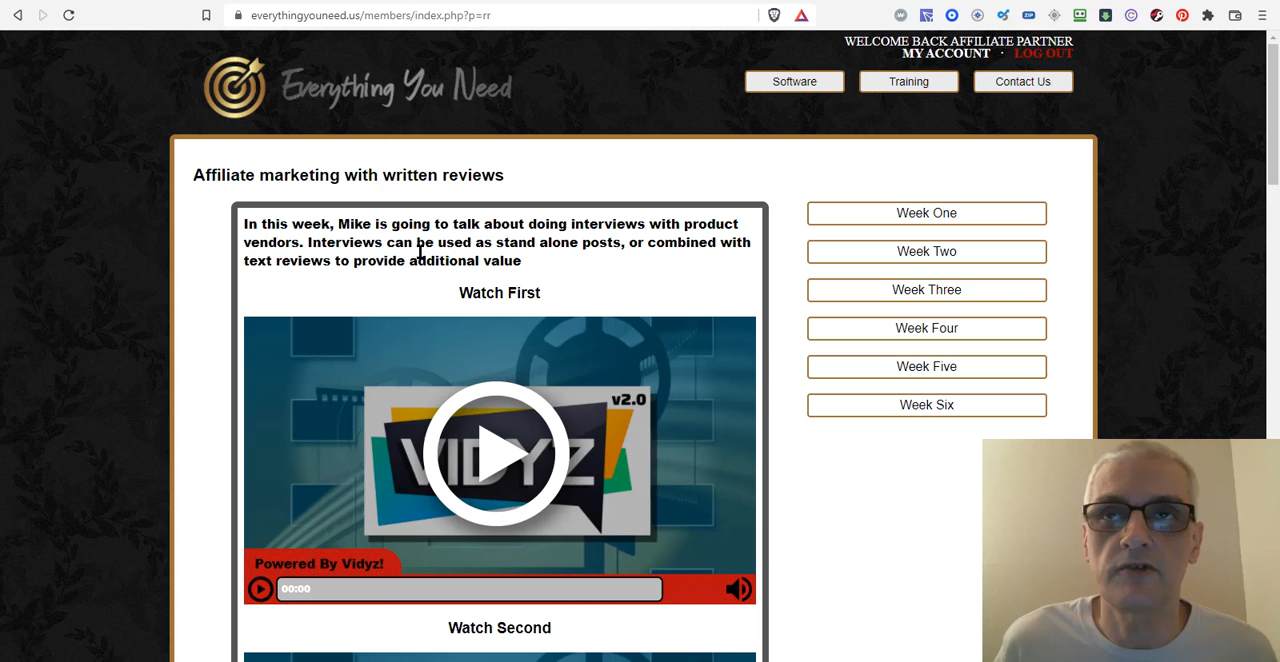 everythingyouneed.us/members/index.php?p=rr
ZIP
WELCOME BACK AFFILIATE PARTNER
MY ACCOUNT · LOG OUT
Everything You Need
Software
Training
Contact Us
Affiliate marketing with written reviews
In this week, Mike is going to talk about doing interviews with product
vendors. Interviews can be used as stand alone posts, or combined with
text reviews to provide additional value
Watch First
v2.0
VIDYZ
Powered By Vidyz!
00:00
Watch Second
Week One
Week Two
Week Three
Week Four
Week Five
Week Six